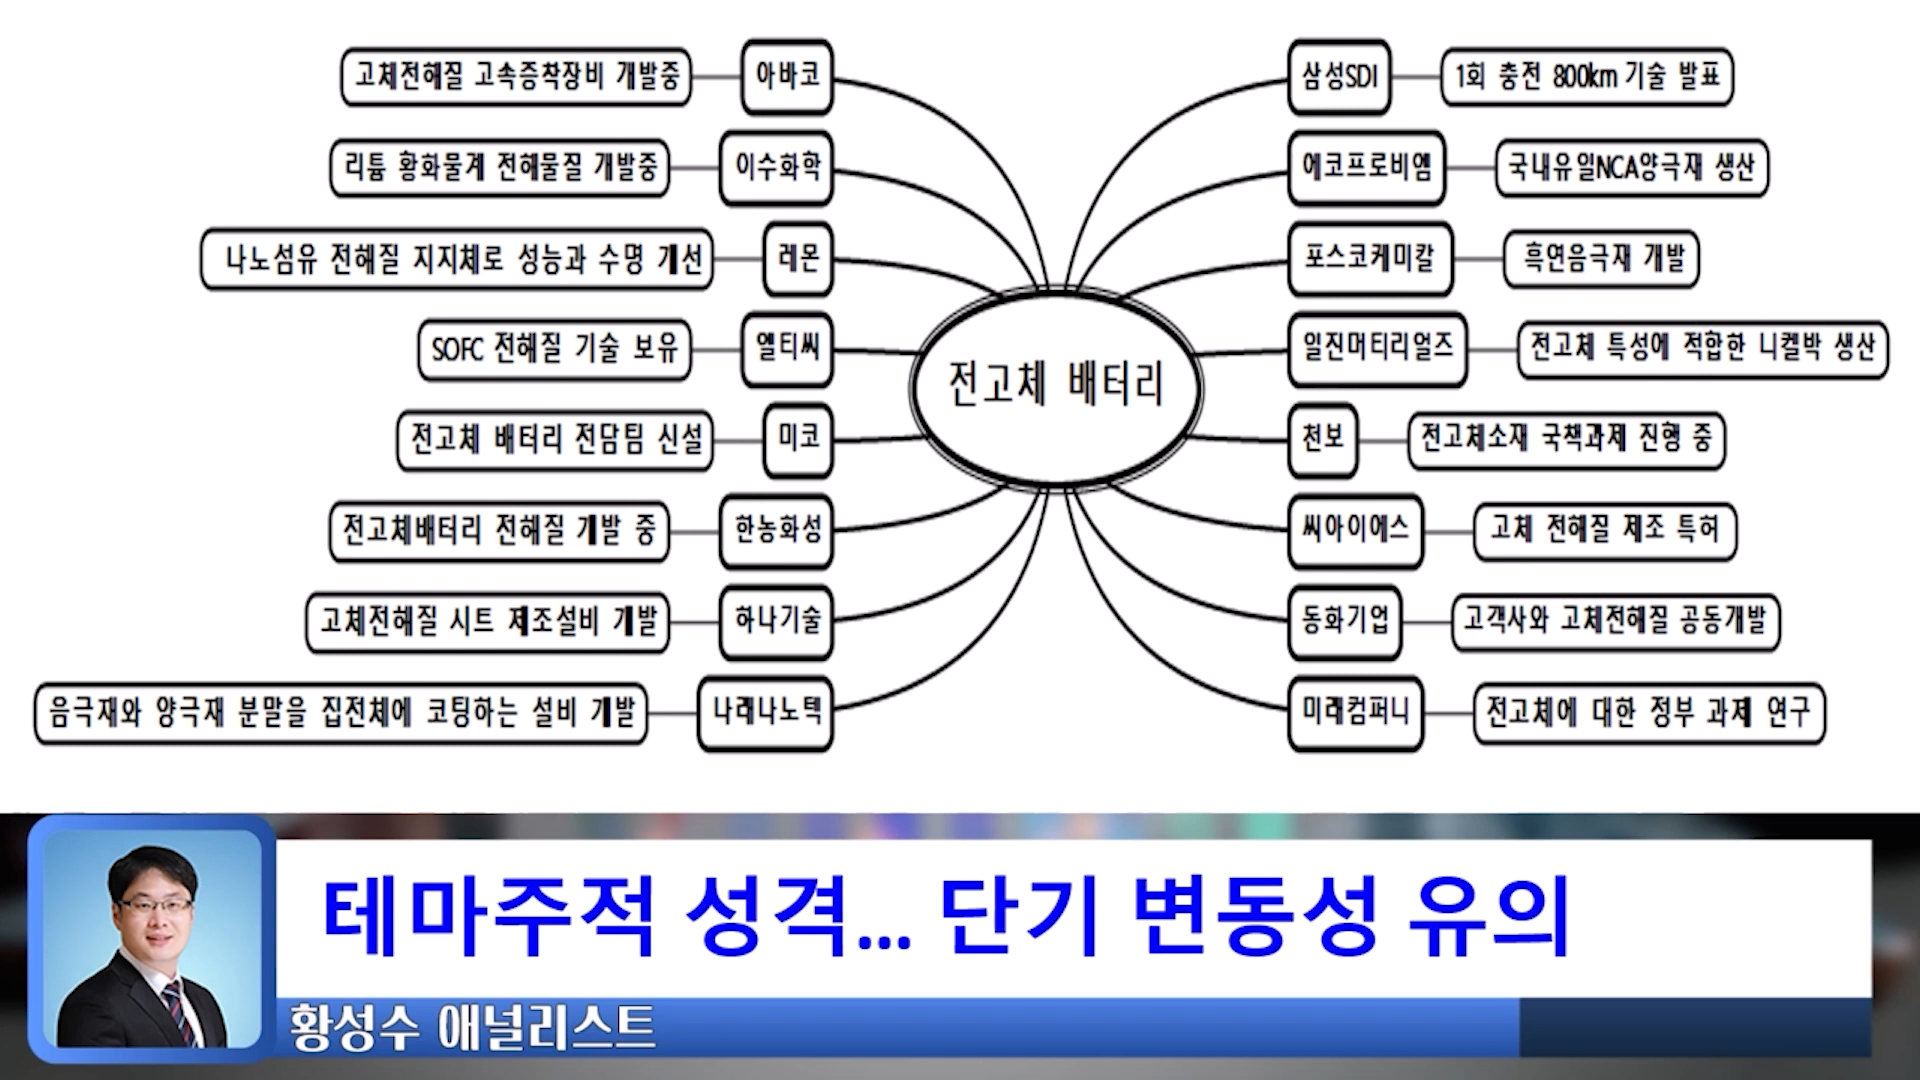 고체전해질 고속증착장비 개발중
아바코
리튬 황화물계 전해물질 개발중
이수화학
나노섬유 전해질 지지체로 성능과 수명 개선
레몬
SOFC 전해질 기술 보유
엘티씨
전고체 배터리 전담팀 신설
미코
전고체배터리 전해질 개발 중
한농화성
고체전해질 시트 제조설비 개발
하나기술
음극재와 양극재 분말을 집전체에 코팅하는 설비 개발
나래나노텍
전고체 배터리
삼성SDI
1회 충전 800km 기술 발표
에코프로비엠
국내유일NCA양극재 생산
포스코케미칼
흑연음극재 개발
일진머티리얼즈
전고체 특성에 적합한 니켈박 생산
천보
전고체소재 국책과제 진행 중
씨아이에스
고체 전해질 제조 특허
동화기업
고객사와 고체전해질 공동개발
미래컴퍼니
전고체에 대한 정부 과제 연구
테마주적 성격... 단기 변동성 유의
황성수 애널리스트